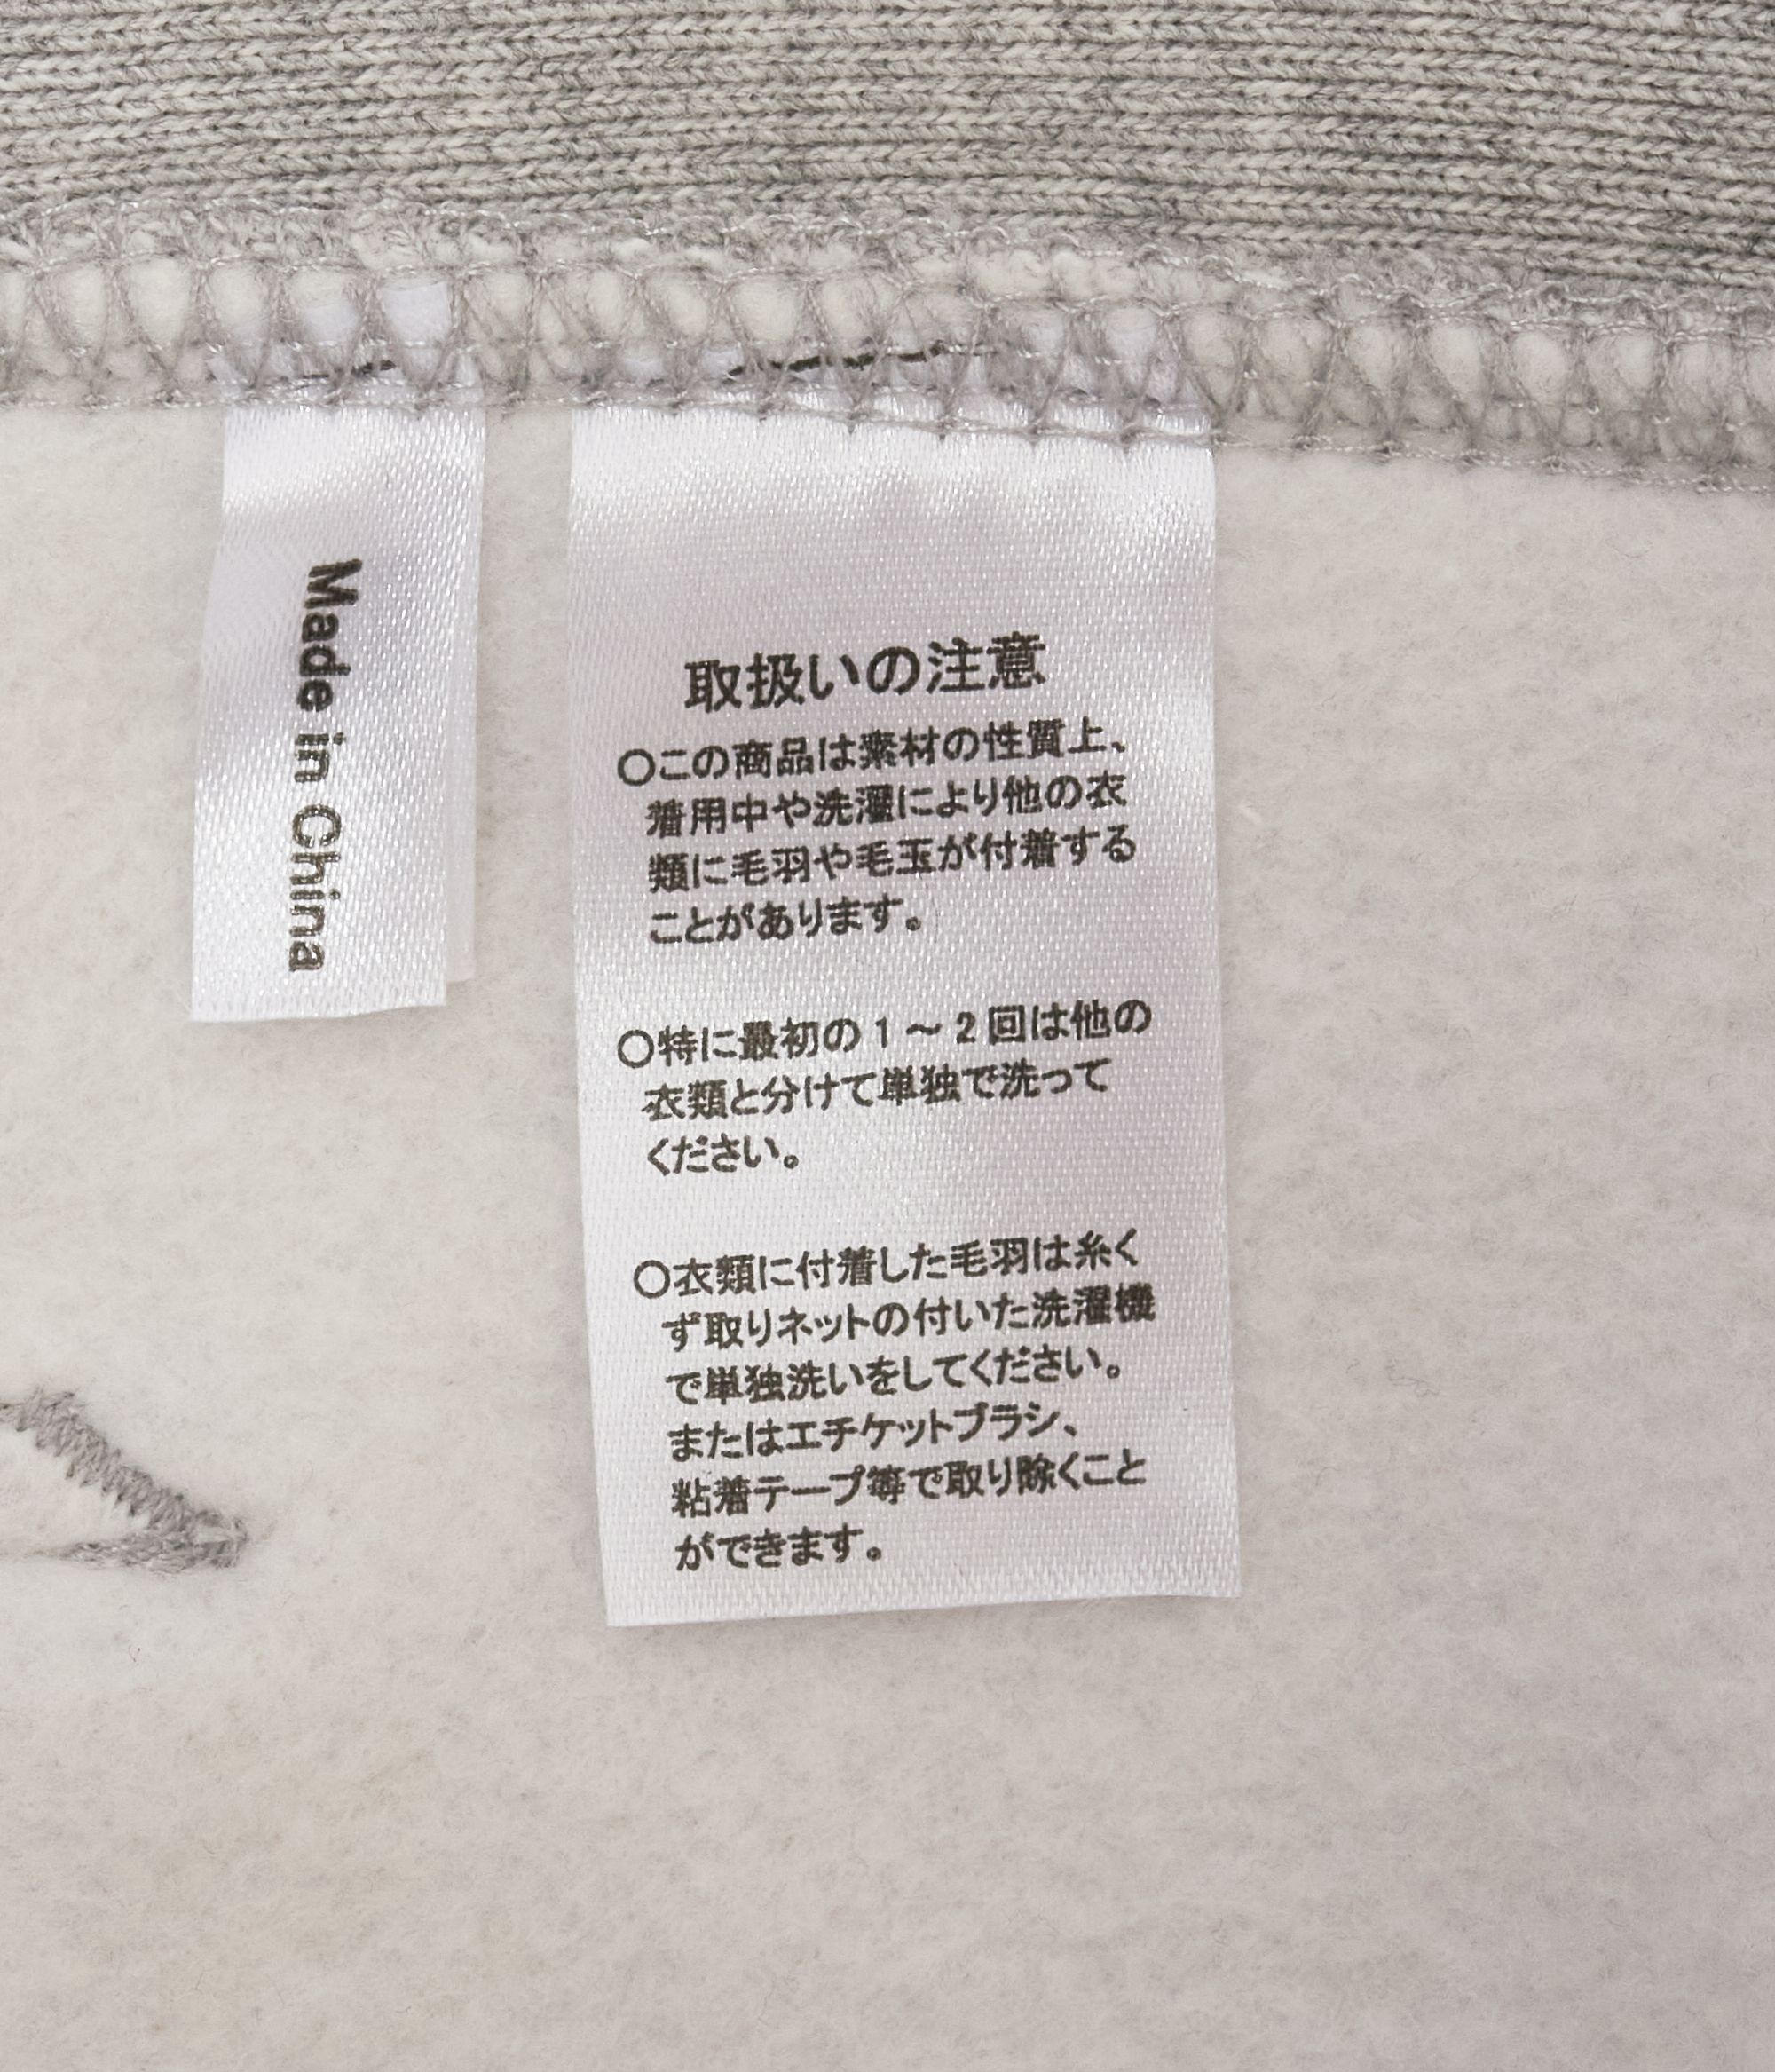 Made in China
取扱いの注意
○この商品は素材の性質上、
着用中や洗濯により他の衣
類に毛羽や毛玉が付着する
ことがあります。
○特に最初の1～2回は他の
衣類と分けて単独で洗って
ください。
○衣類に付着した毛羽は糸く
ず取りネットの付いた洗濯機
で単独洗いをしてください。
またはエチケットブラシ、
粘着テープ等で取り除くこと
ができます。